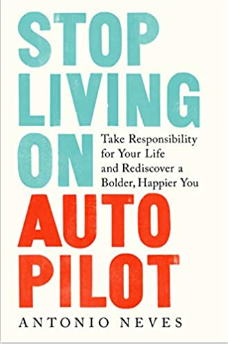 STOP
LIVING
ON
Take Responsibility
for Your Life
and Rediscover a
Bolder, Happier You
AUTO
PILOT
ANTONIO NEVES